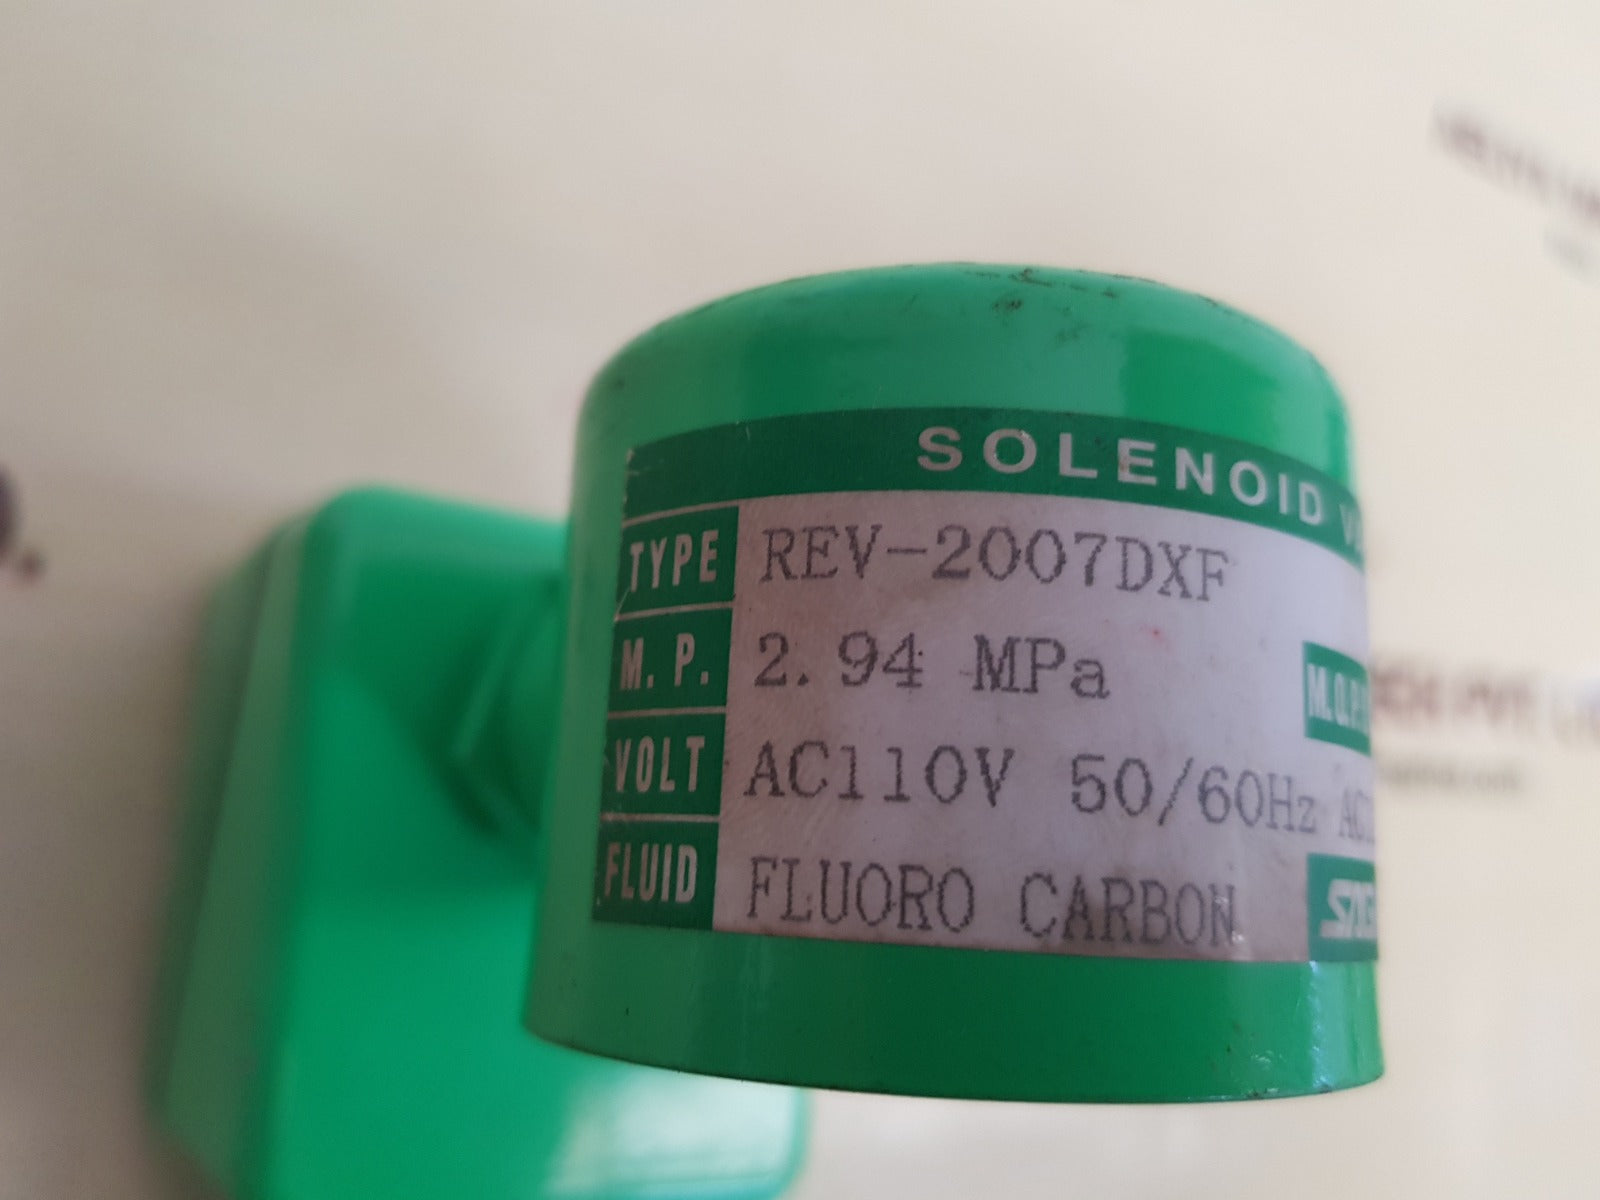 SOLENOID
TYPE REV-2007DXF
M. P. 2.94 MPa
M.O.P.
VOLT AC110V 50/60Hz
FLUID FLUORO CARBON